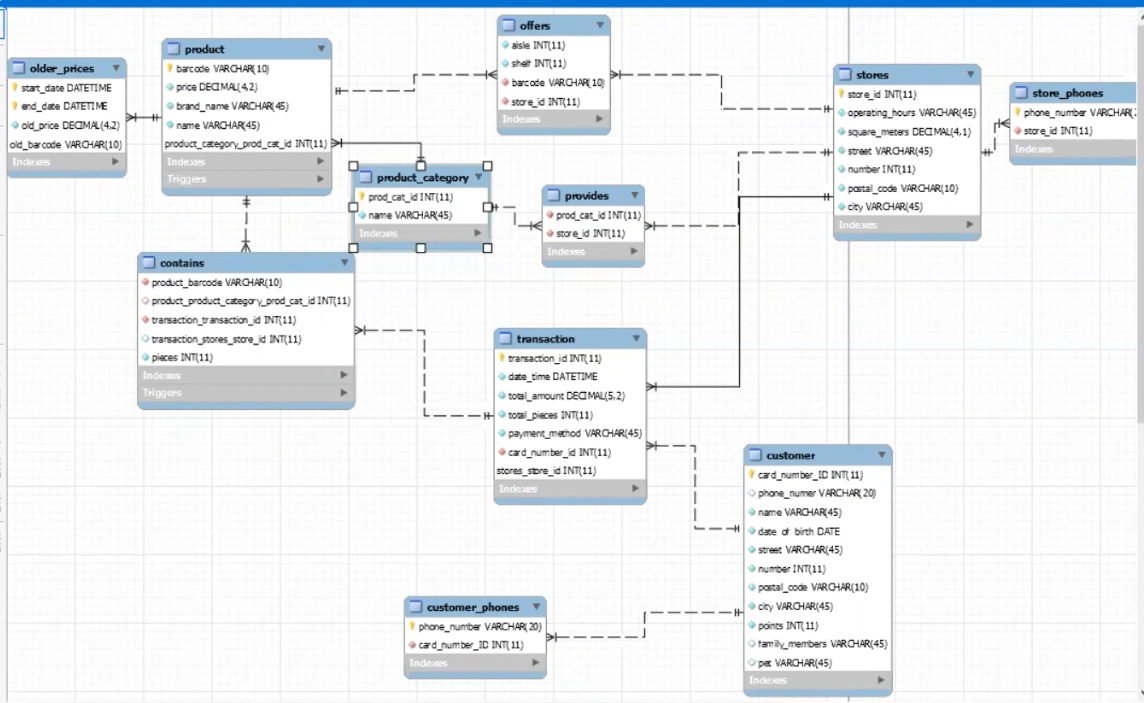 older_prices
start_date DATETIME
end_date DATETIME
old_price DECIMAL(4,2)
old_barcode VARCHAR(10)
Indexes
product
barcode VARCHAR(10)
price DECIMAL(4,2)
brand_name VARCHAR(45)
name VARCHAR(45)
product_category_prod_cat_id INT(11)
Indexes
Triggers
offers
aisle INT(11)
shelf INT(11)
barcode VARCHAR(10)
store_id INT(11)
Indexes
stores
store_id INT(11)
operating_hours VARCHAR(45)
square_meters DECIMAL(4,1)
street VARCHAR(45)
number INT(11)
postal_code VARCHAR(10)
city VARCHAR(45)
Indexes
store_phones
phone_number VARCHAR(
store_id INT(11)
Indexes
product_category
prod_cat_id INT(11)
name VARCHAR(45)
Indexes
provides
prod_cat_id INT(11)
store_id INT(11)
Indexes
contains
product_barcode VARCHAR(10)
product_product_category_prod_cat_id INT(11)
transaction_transaction_id INT(11)
transaction_stores_store_id INT(11)
pieces INT(11)
Indexes
Triggers
transaction
transaction_id INT(11)
date_time DATETIME
total_amount DECIMAL(5,2)
total_pieces INT(11)
payment_method VARCHAR(45)
card_number_id INT(11)
stores_store_id INT(11)
Indexes
customer
card_number_ID INT(11)
phone_numer VARCHAR(20)
name VARCHAR(45)
date_of_birth DATE
street VARCHAR(45)
number INT(11)
postal_code VARCHAR(10)
city VARCHAR(45)
points INT(11)
family_members VARCHAR(45)
pet VARCHAR(45)
Indexes
customer_phones
phone_number VARCHAR(20)
card_number_ID INT(11)
Indexes